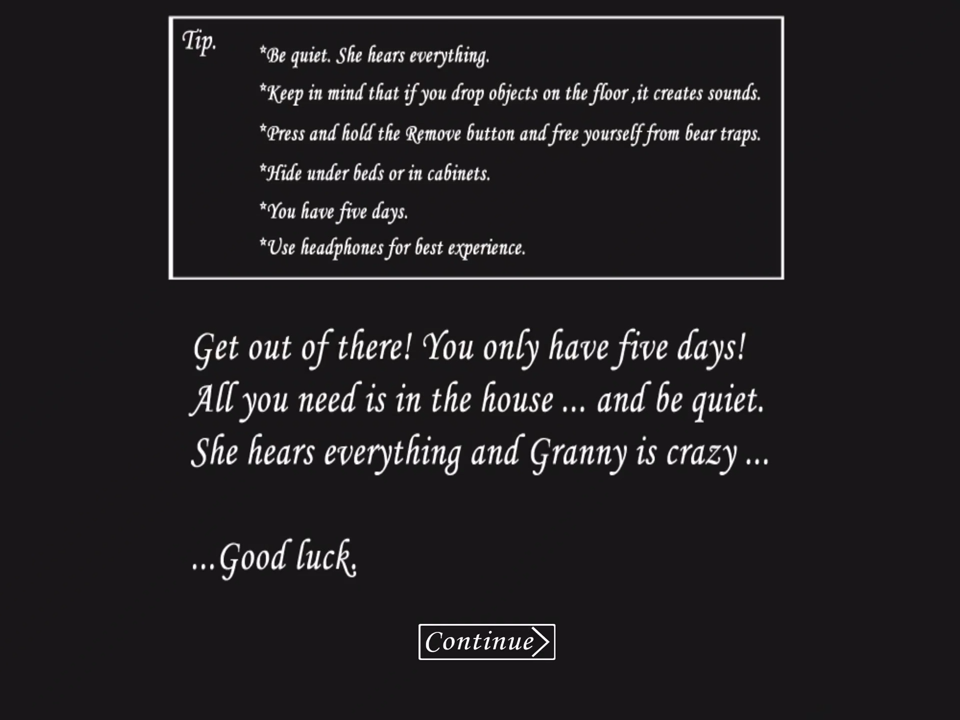 Tip.
*Be quiet. She hears everything.
*Keep in mind that if you drop objects on the floor ,it creates sounds.
*Press and hold the Remove button and free yourself from bear traps.
*Hide under beds or in cabinets.
*You have five days.
*Use headphones for best experience.
Get out of there! You only have five days!
All you need is in the house ... and be quiet.
She hears everything and Granny is crazy ...
...Good luck.
Continue